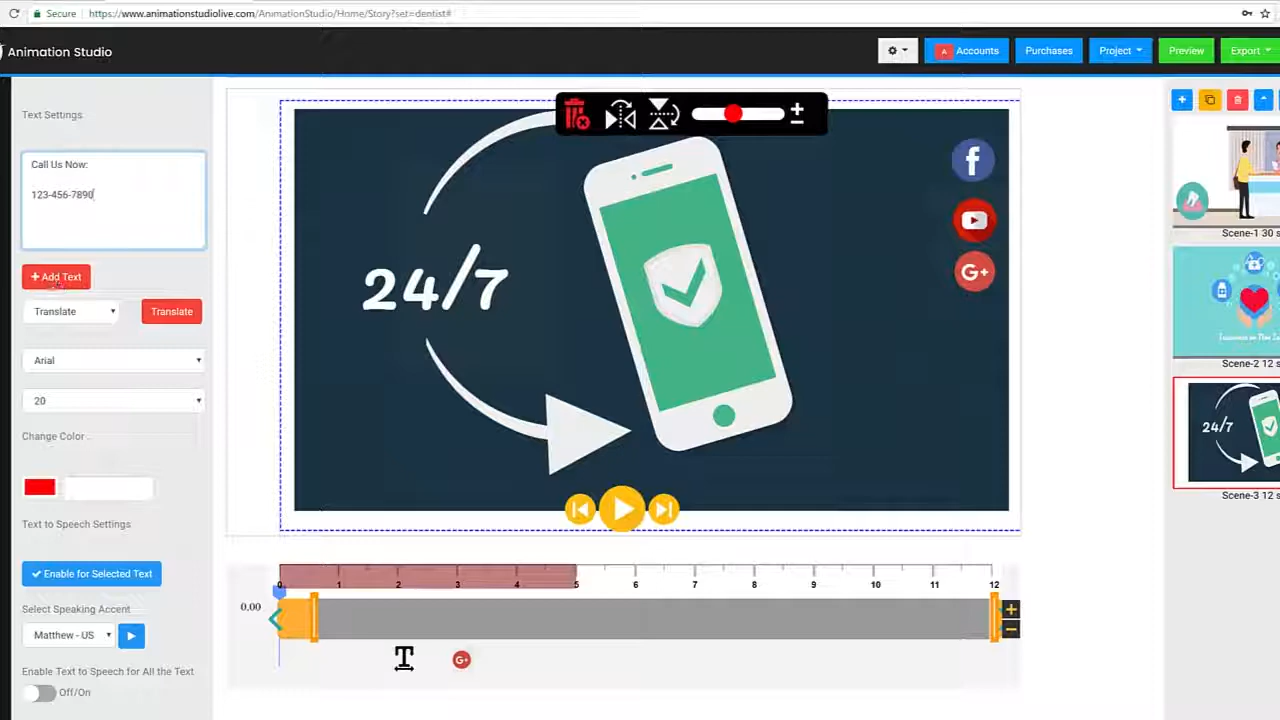 Secure
https://www.animationstudiolive.com/AnimationStudio/Home/Story?set=dentist#
Animation Studio
A Accounts
Purchases
Project
Preview
Export
Text Settings
Call Us Now:
123-456-7890
+ Add Text
Translate
Translate
Arial
20
Change Color
Text to Speech Settings
Enable for Selected Text
Select Speaking Accent
Matthew - US
Enable Text to Speech for All the Text
Off/On
24/7
f
G+
0 1 2 3 4 5 6 7 8 9 10 11 12
0.00
+
-
T
G+
Scene-1 30 s
Scene-2 12 s
24/7
Scene-3 12 s